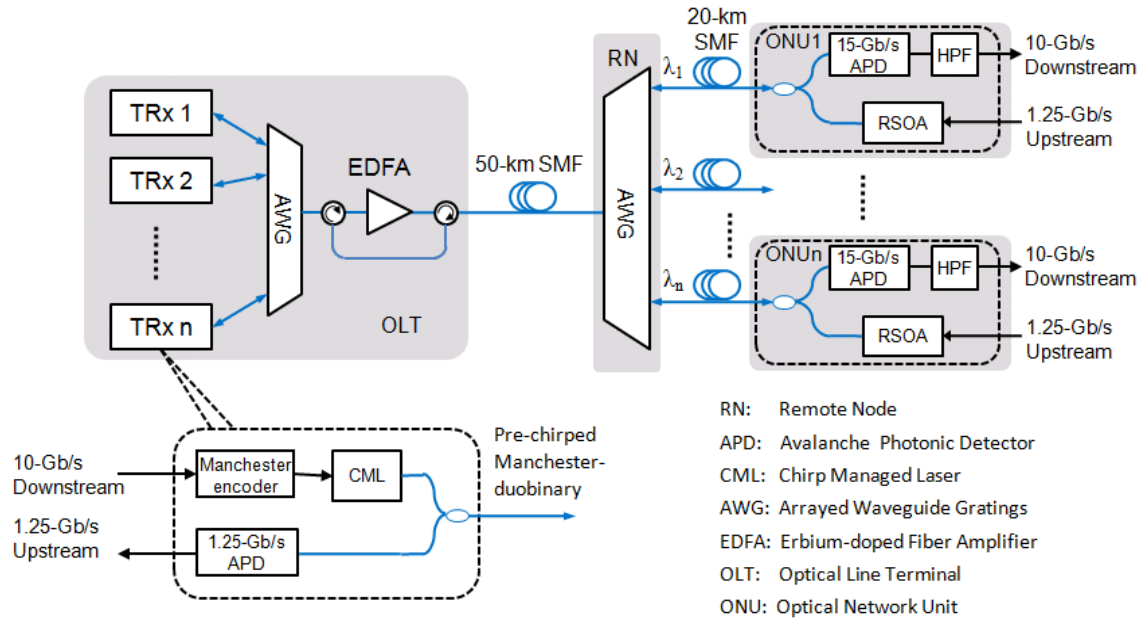 TRx 1
TRx 2
TRx n
AWG
EDFA
OLT
50-km SMF
RN
AWG
λ1
λ2
λn
20-km
SMF
ONU1
15-Gb/s
APD
HPF
RSOA
10-Gb/s
Downstream
1.25-Gb/s
Upstream
ONUn
15-Gb/s
APD
HPF
RSOA
10-Gb/s
Downstream
1.25-Gb/s
Upstream
10-Gb/s
Downstream
1.25-Gb/s
Upstream
Manchester
encoder
CML
1.25-Gb/s
APD
Pre-chirped
Manchester-
duobinary
RN: Remote Node
APD: Avalanche Photonic Detector
CML: Chirp Managed Laser
AWG: Arrayed Waveguide Gratings
EDFA: Erbium-doped Fiber Amplifier
OLT: Optical Line Terminal
ONU: Optical Network Unit